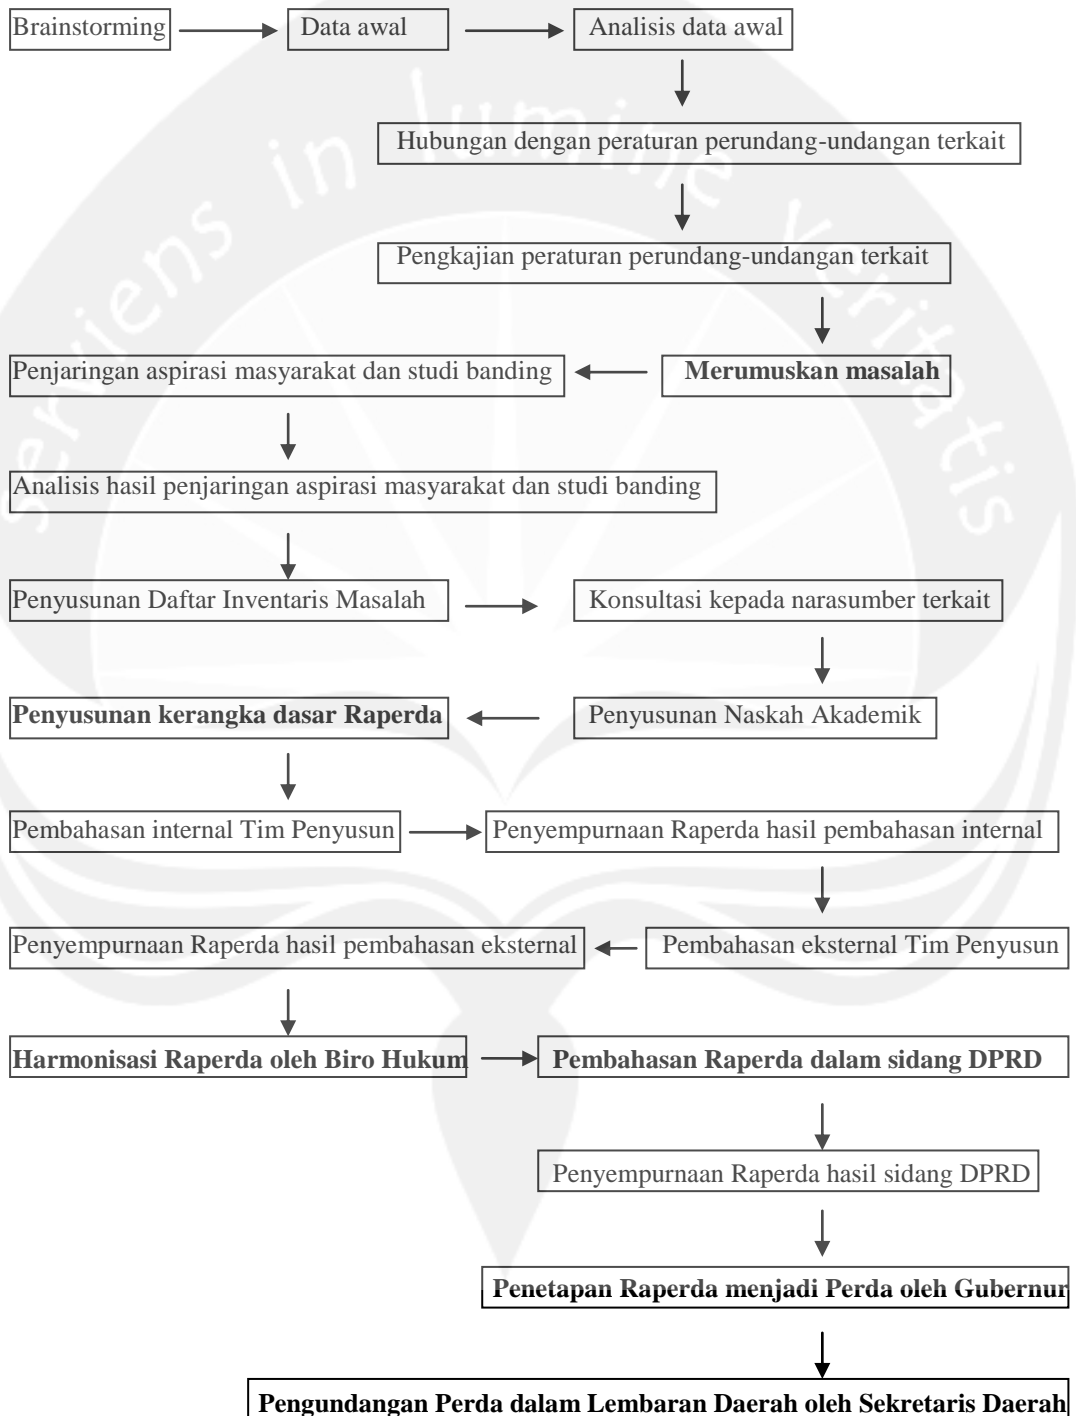 Brainstorming
Data awal
Analisis data awal
Hubungan dengan peraturan perundang-undangan terkait
Pengkajian peraturan perundang-undangan terkait
Merumuskan masalah
Penjaringan aspirasi masyarakat dan studi banding
Analisis hasil penjaringan aspirasi masyarakat dan studi banding
Penyusunan Daftar Inventaris Masalah
Konsultasi kepada narasumber terkait
Penyusunan Naskah Akademik
Penyusunan kerangka dasar Raperda
Pembahasan internal Tim Penyusun
Penyempurnaan Raperda hasil pembahasan internal
Pembahasan eksternal Tim Penyusun
Penyempurnaan Raperda hasil pembahasan eksternal
Harmonisasi Raperda oleh Biro Hukum
Pembahasan Raperda dalam sidang DPRD
Penyempurnaan Raperda hasil sidang DPRD
Penetapan Raperda menjadi Perda oleh Gubernur
Pengundangan Perda dalam Lembaran Daerah oleh Sekretaris Daerah
serviens in lumine veritatis